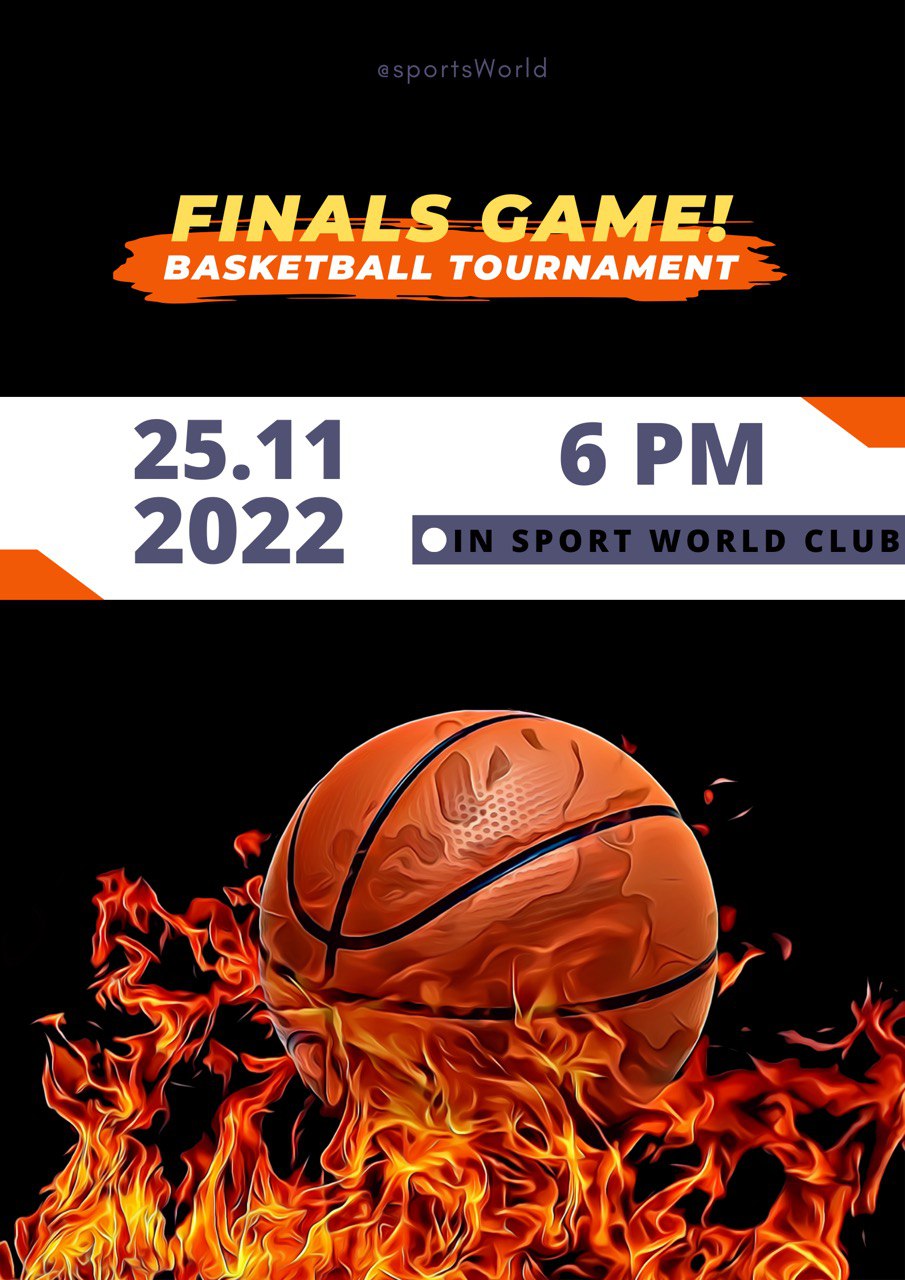 @sportsWorld
FINALS GAME!
BASKETBALL TOURNAMENT
25.11
2022
6 PM
IN SPORT WORLD CLUB